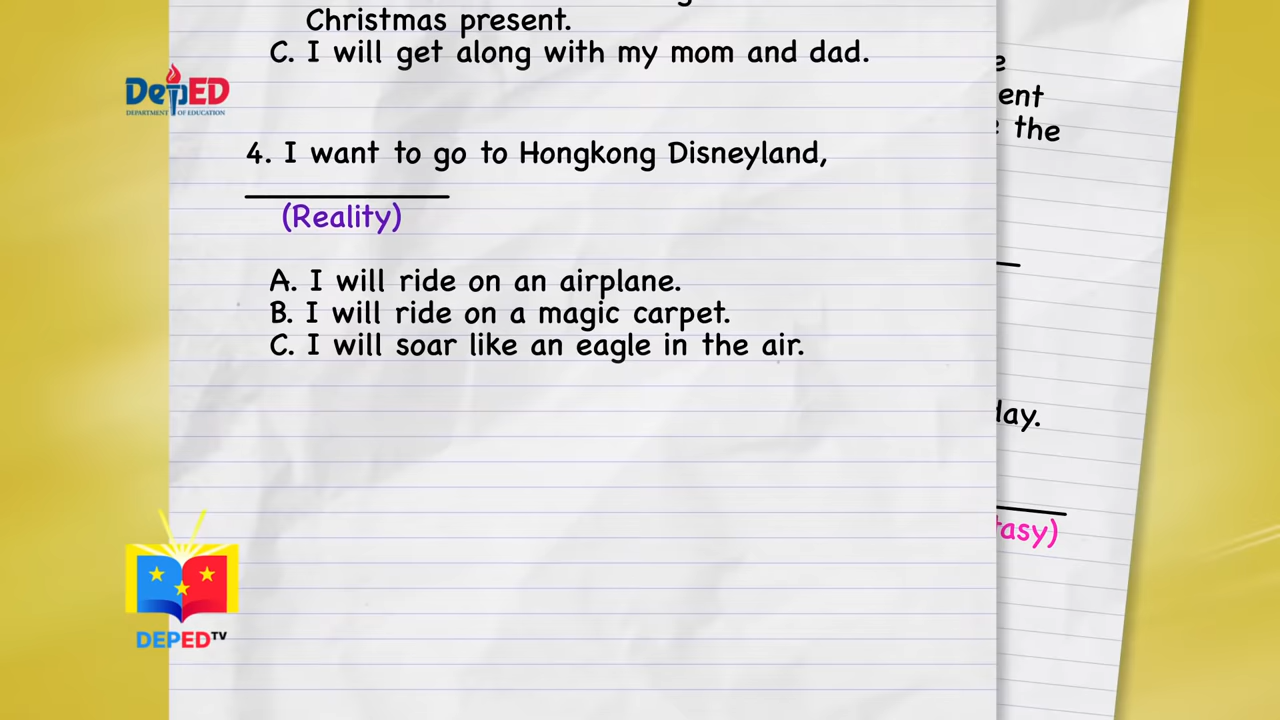 Christmas present.
C. I will get along with my mom and dad.
DepED
DEPARTMENT OF EDUCATION
ent
the
4. I want to go to Hongkong Disneyland,
(Reality)
A. I will ride on an airplane.
B. I will ride on a magic carpet.
C. I will soar like an eagle in the air.
day.
tasy)
DEPED TV